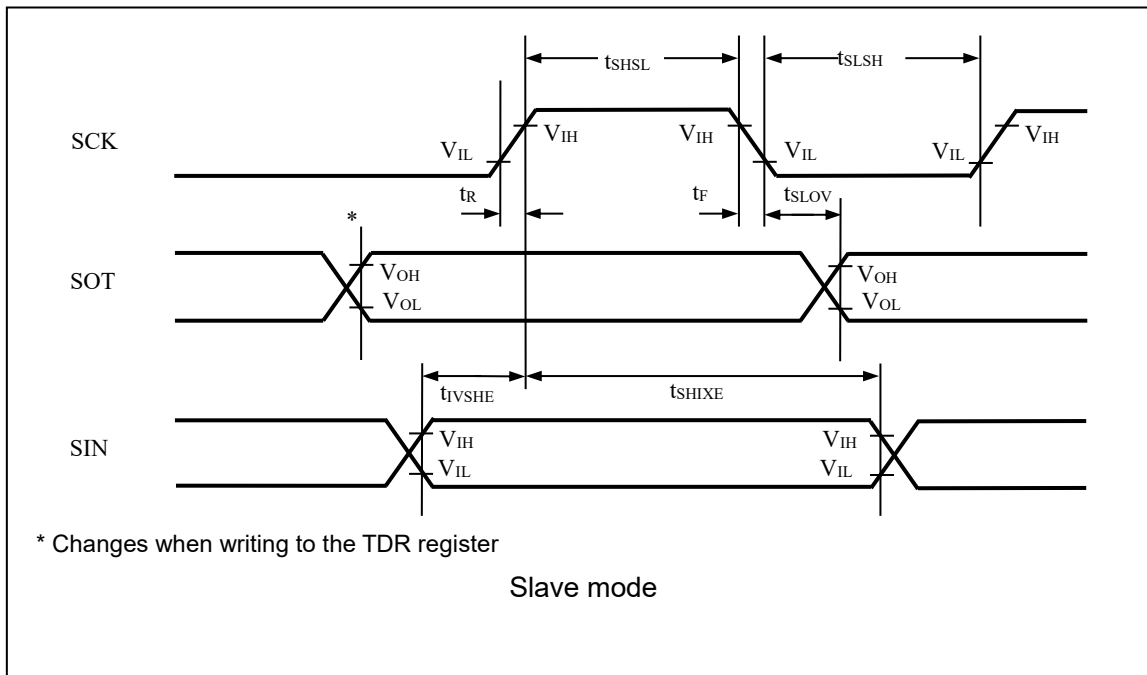 tSHSL tSLSH
SCK VIL VIH VIH VIL VIL VIH
tR tF tSLOV
*
SOT VOH VOL VOH VOL
tIVSHE tSHIXE
SIN VIH VIL VIH VIL
* Changes when writing to the TDR register
Slave mode